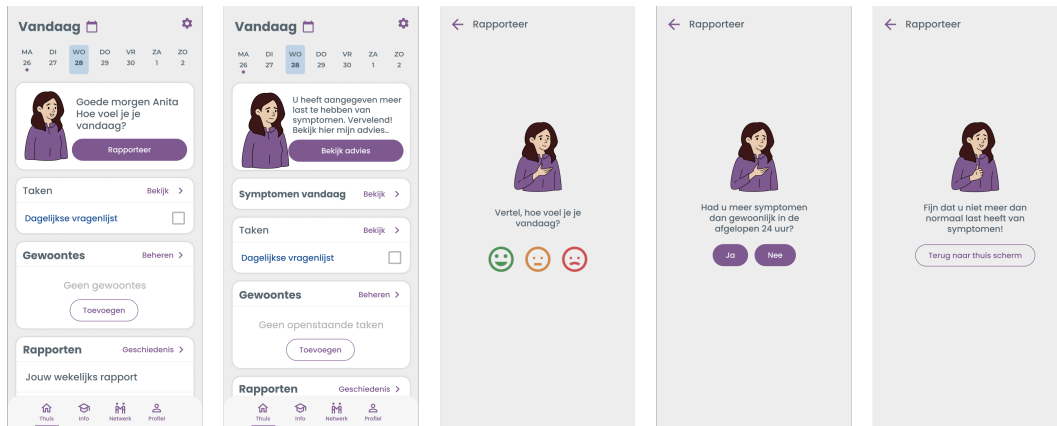 Vandaag
MA DI WO DO VR ZA ZO
26 27 28 29 30 1 2
Goede morgen Anita
Hoe voel je je
vandaag?
Rapporteer
Taken Bekijk >
Dagelijkse vragenlijst
Gewoontes Beheren >
Geen gewoontes
Toevoegen
Rapporten Geschiedenis >
Jouw wekelijks rapport
Thuis Info Netwerk Profiel
Vandaag
MA DI WO DO VR ZA ZO
26 27 28 29 30 1 2
U heeft aangegeven meer
last te hebben van
symptomen. Vervelend!
Bekijk hier mijn advies..
Bekijk advies
Symptomen vandaag Bekijk >
Taken Bekijk >
Dagelijkse vragenlijst
Gewoontes Beheren >
Geen openstaande taken
Toevoegen
Rapporten Geschiedenis >
Thuis Info Netwerk Profiel
Rapporteer
Vertel, hoe voel je je
vandaag?
Rapporteer
Had u meer symptomen
dan gewoonlijk in de
afgelopen 24 uur?
Ja Nee
Rapporteer
Fijn dat u niet meer dan
normaal last heeft van
symptomen!
Terug naar thuis scherm